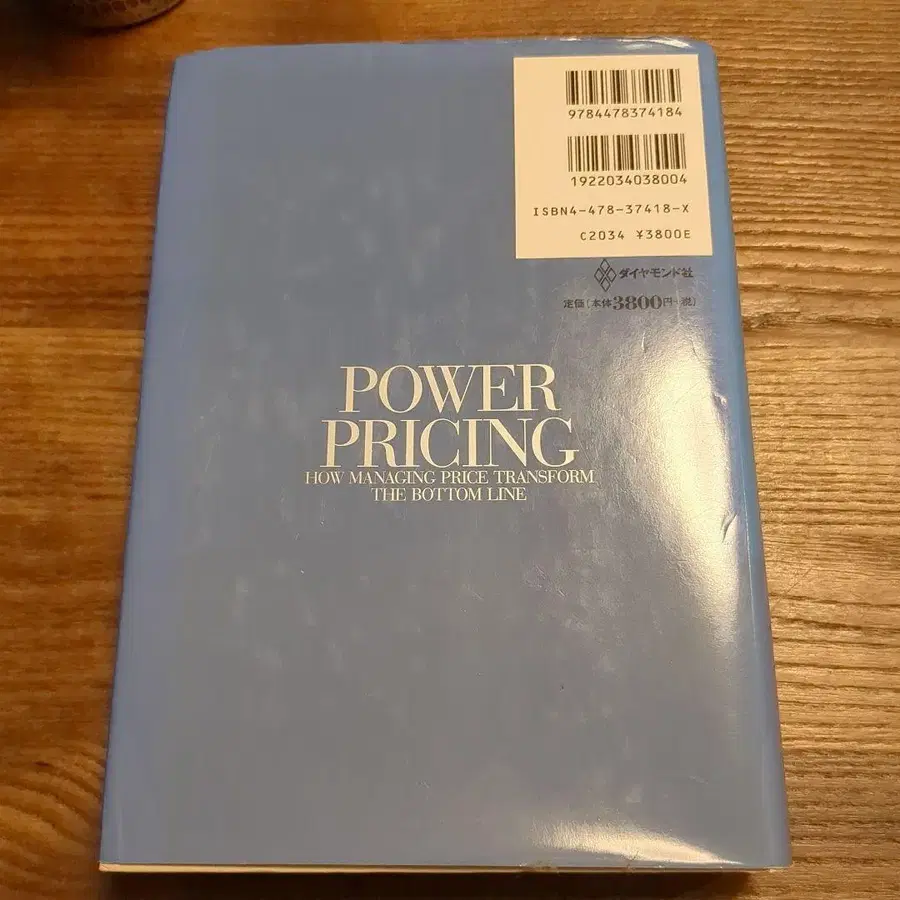 9784478374184
1922034038004
ISBN4-478-37418-X
C2034 ¥3800E
ダイヤモンド社
定価[本体3800円+税]
POWER
PRICING
HOW MANAGING PRICE TRANSFORM
THE BOTTOM LINE